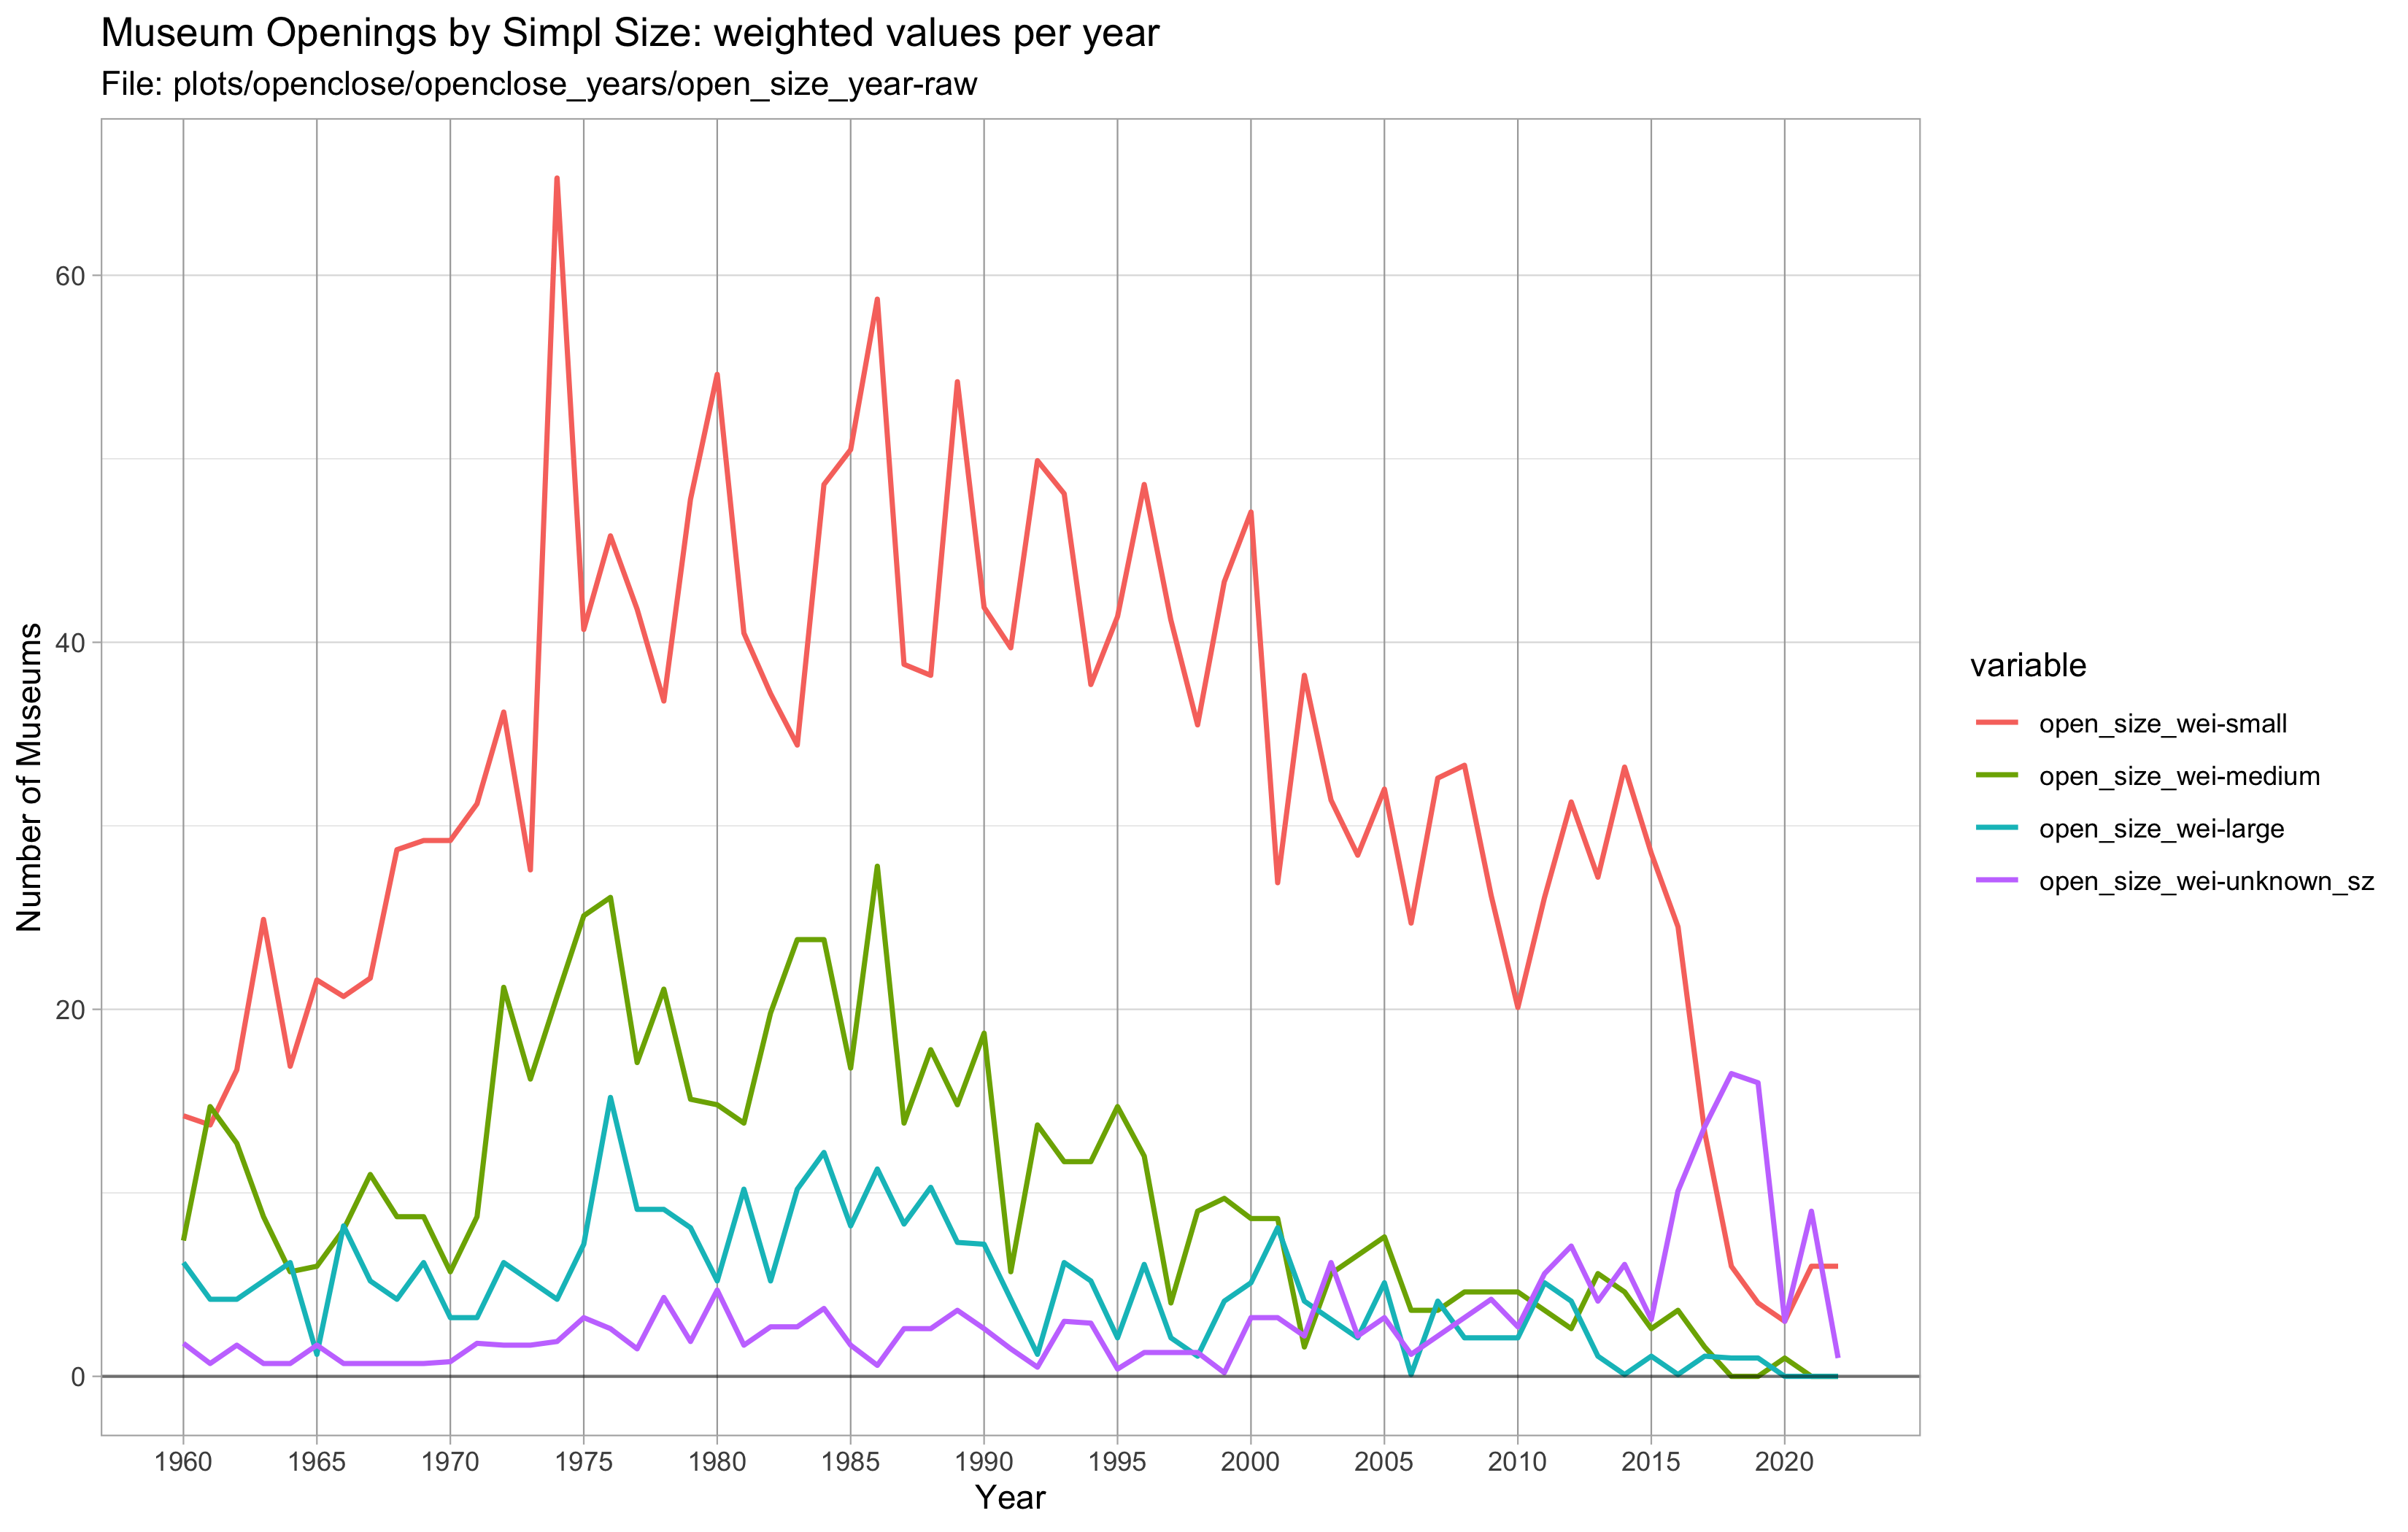 Museum Openings by Simpl Size: weighted values per year
File: plots/openclose/openclose_years/open_size_year-raw
Number of Museums
60
40
20
0
1960 1965 1970 1975 1980 1985 1990 1995 2000 2005 2010 2015 2020
Year
variable
open_size_wei-small
open_size_wei-medium
open_size_wei-large
open_size_wei-unknown_sz